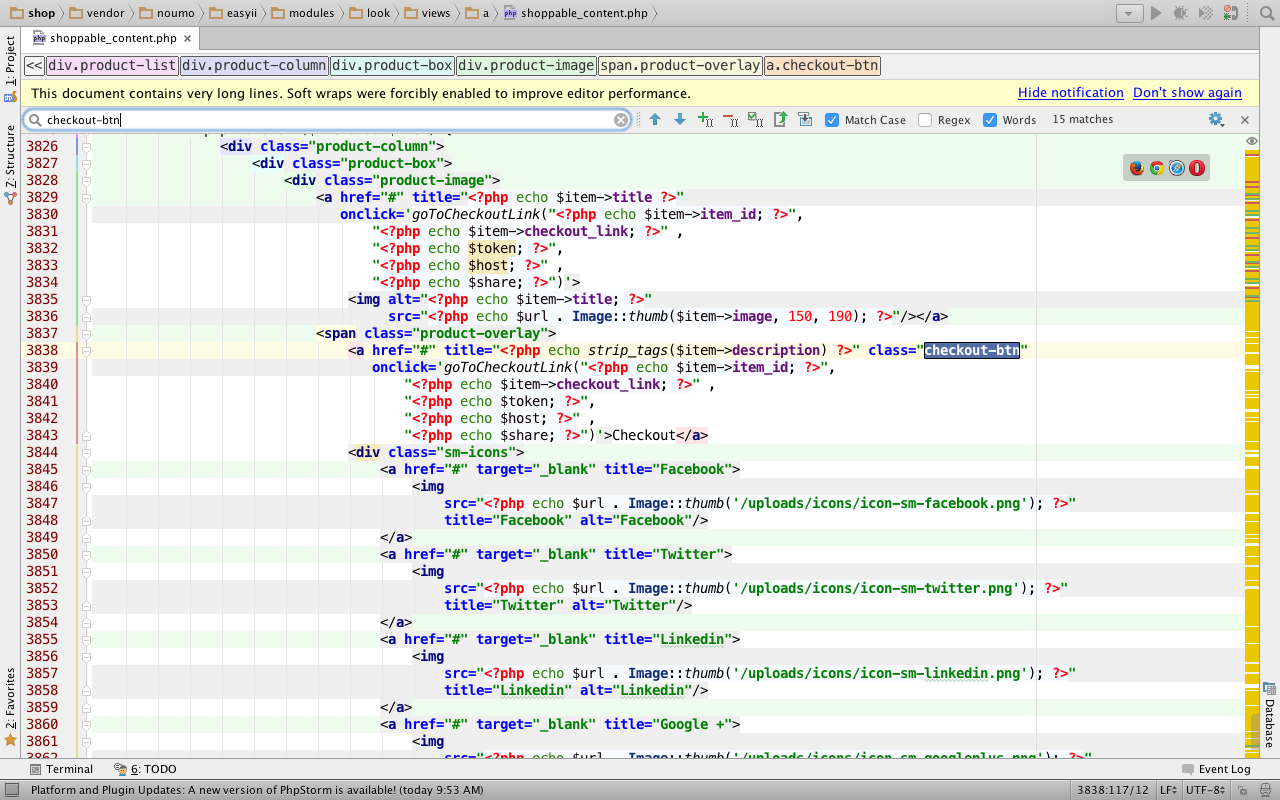 shop vendor noumo easyii modules look views a shoppable_content.php
shoppable_content.php
<< div.product-list div.product-column div.product-box div.product-image span.product-overlay a.checkout-btn
This document contains very long lines. Soft wraps were forcibly enabled to improve editor performance. Hide notification Don't show again
checkout-btn Match Case Regex Words 15 matches
1: Project
Z: Structure
2: Favorites
Database
3826 <div class="product-column">
3827 <div class="product-box">
3828 <div class="product-image">
3829 <a href="#" title="<?php echo $item->title ?>"
3830 onclick='goToCheckoutLink("<?php echo $item->item_id; ?>",
3831 "<?php echo $item->checkout_link; ?>" ,
3832 "<?php echo $token; ?>",
3833 "<?php echo $host; ?>" ,
3834 "<?php echo $share; ?>")'>
3835 <img alt="<?php echo $item->title; ?>"
3836 src="<?php echo $url . Image::thumb($item->image, 150, 190); ?>"/></a>
3837 <span class="product-overlay">
3838 <a href="#" title="<?php echo strip_tags($item->description) ?>" class="checkout-btn"
3839 onclick='goToCheckoutLink("<?php echo $item->item_id; ?>",
3840 "<?php echo $item->checkout_link; ?>" ,
3841 "<?php echo $token; ?>",
3842 "<?php echo $host; ?>" ,
3843 "<?php echo $share; ?>")'>Checkout</a>
3844 <div class="sm-icons">
3845 <a href="#" target="_blank" title="Facebook">
3846 <img
3847 src="<?php echo $url . Image::thumb('/uploads/icons/icon-sm-facebook.png'); ?>"
3848 title="Facebook" alt="Facebook"/>
3849 </a>
3850 <a href="#" target="_blank" title="Twitter">
3851 <img
3852 src="<?php echo $url . Image::thumb('/uploads/icons/icon-sm-twitter.png'); ?>"
3853 title="Twitter" alt="Twitter"/>
3854 </a>
3855 <a href="#" target="_blank" title="Linkedin">
3856 <img
3857 src="<?php echo $url . Image::thumb('/uploads/icons/icon-sm-linkedin.png'); ?>"
3858 title="Linkedin" alt="Linkedin"/>
3859 </a>
3860 <a href="#" target="_blank" title="Google +">
3861 <img
3862 src="<?php echo $url . Image::thumb('/uploads/icons/icon-sm-googleplus.png'); ?>"
Terminal 6: TODO Event Log
Platform and Plugin Updates: A new version of PhpStorm is available! (today 9:53 AM) 3838:117/12 LF UTF-8